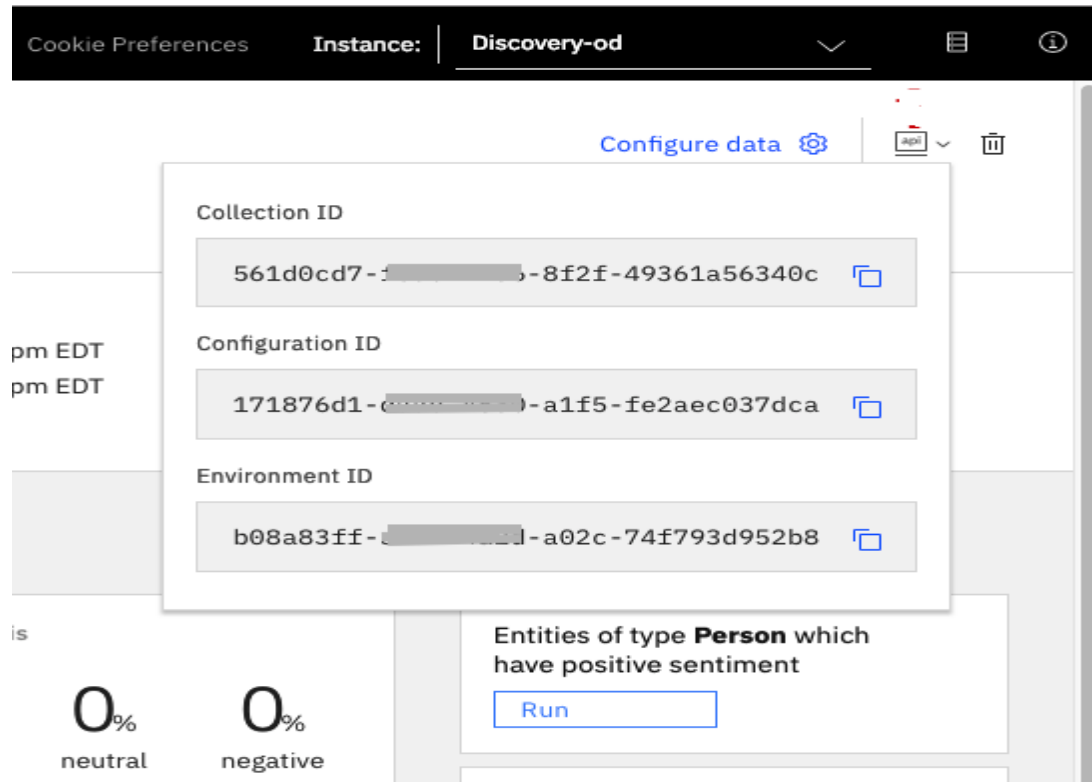 Cookie Preferences Instance: Discovery-od
Configure data api
Collection ID
561d0cd7- -8f2f-49361a56340c
pm EDT
Configuration ID
pm EDT
171876d1- -a1f5-fe2aec037dca
Environment ID
b08a83ff- -a02c-74f793d952b8
is
Entities of type Person which
have positive sentiment
Run
0% 0%
neutral negative